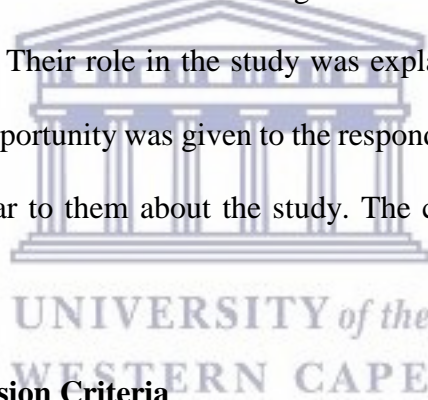 Their role in the study was expla
portunity was given to the respond
ar to them about the study. The c
UNIVERSITY of the
WESTERN CAPE
sion Criteria